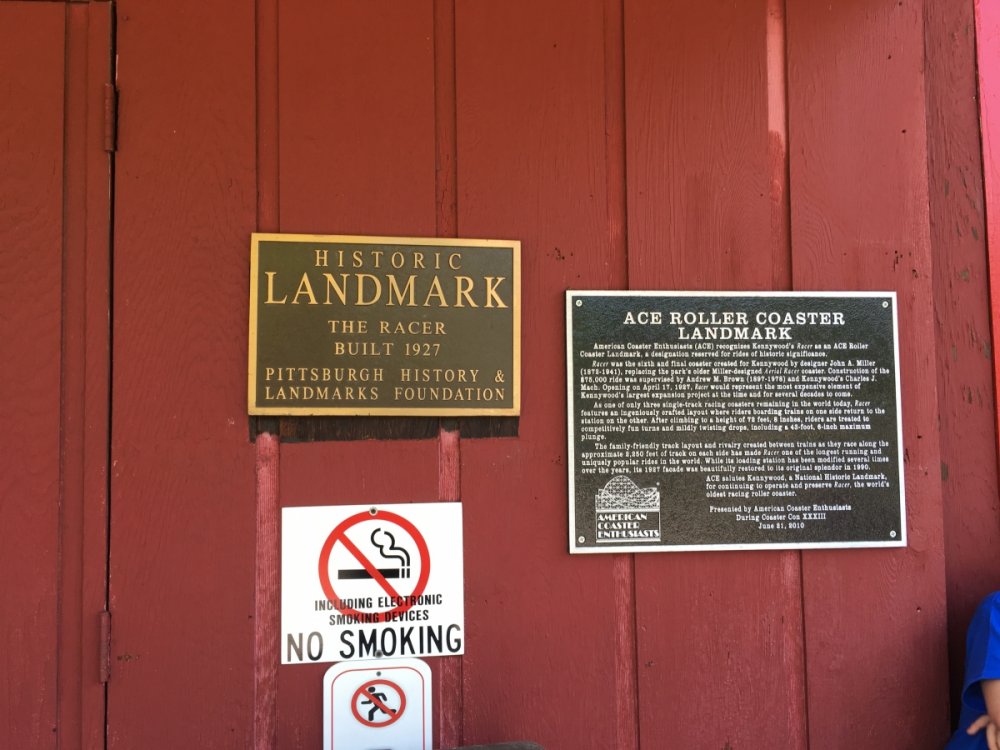 HISTORIC
LANDMARK
THE RACER
BUILT 1927
PITTSBURGH HISTORY &
LANDMARKS FOUNDATION
ACE ROLLER COASTER
LANDMARK
American Coaster Enthusiasts (ACE) recognizes Kennywood's Racer as an ACE Roller
Coaster Landmark, a designation reserved for rides of historic significance.
Racer was the sixth and final coaster created for Kennywood by designer John A. Miller
(1872-1941), replacing the park's older Miller-designed Aerial Racer coaster. Construction of the
$75,000 ride was supervised by Andrew M. Brown (1897-1978) and Kennywood's Charles J.
Mach. Opening on April 17, 1927, Racer would represent the most expensive element of
Kennywood's largest expansion project at the time and for several decades to come.
As one of only three single-track racing coasters remaining in the world today, Racer
features an ingeniously crafted layout where riders boarding trains on one side return to the
station on the other. After climbing to a height of 72 feet, 6 inches, riders are treated to
competitively fun turns and mildly twisting drops, including a 43-foot, 6-inch maximum
plunge.
The family-friendly track layout and rivalry created between trains as they race along the
approximate 2,250 feet of track on each side has made Racer one of the longest running and
uniquely popular rides in the world. While its loading station has been modified several times
over the years, its 1927 facade was beautifully restored to its original splendor in 1990.
ACE salutes Kennywood, a National Historic Landmark,
for continuing to operate and preserve Racer, the world's
oldest racing roller coaster.
Presented by American Coaster Enthusiasts
During Coaster Con XXXIII
June 21, 2010
AMERICAN
COASTER
ENTHUSIASTS
INCLUDING ELECTRONIC
SMOKING DEVICES
NO SMOKING